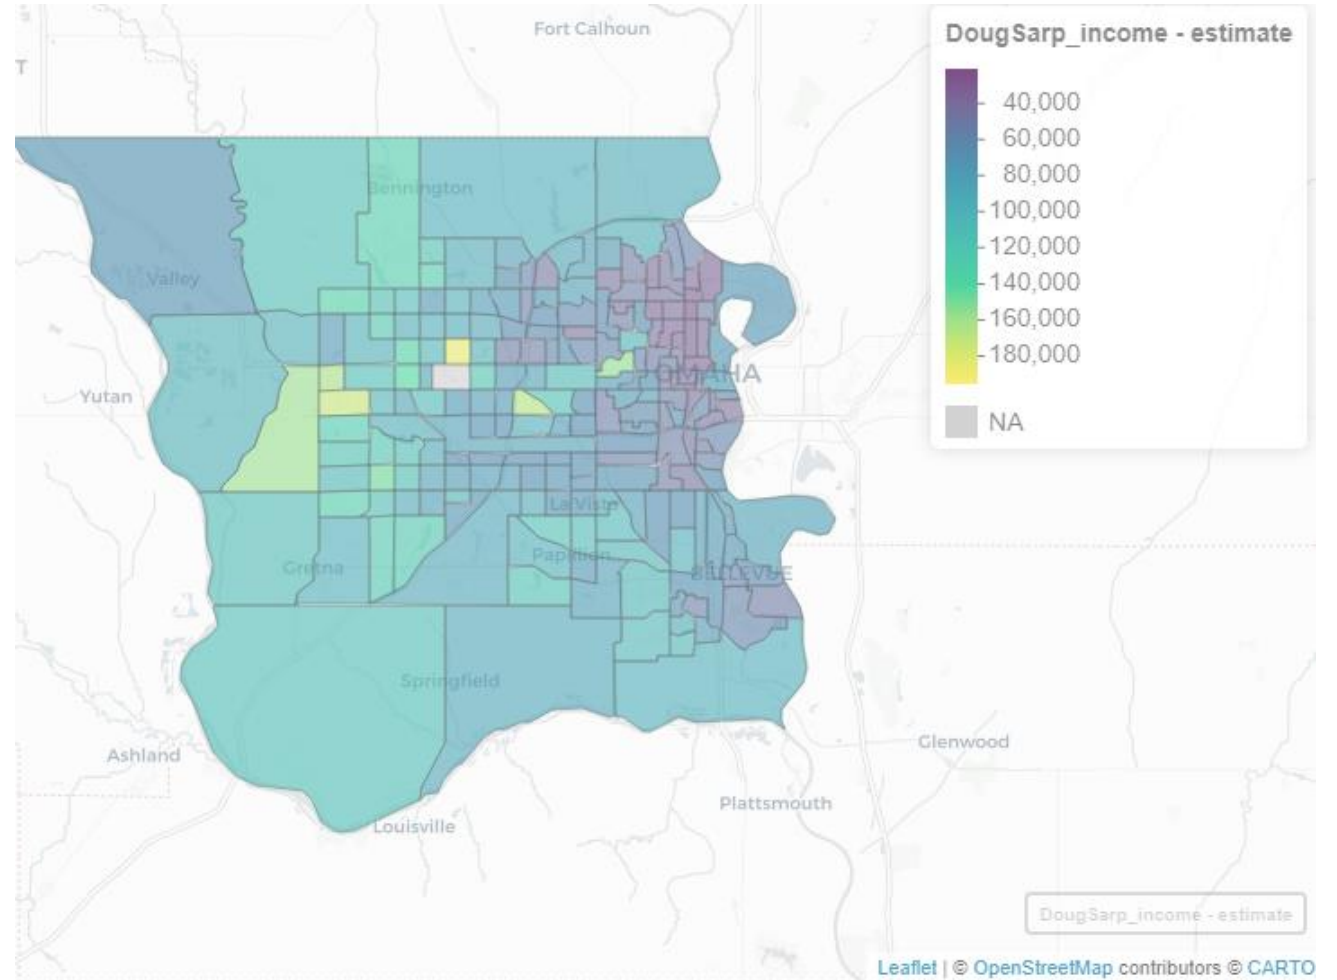 Fort Calhoun
DougSarp_income - estimate
40,000
60,000
80,000
100,000
120,000
140,000
160,000
180,000
NA
T
Bennington
Valley
Yutan
OMAHA
La Vista
Papillion
Gretna
BELLEVUE
Springfield
Ashland
Glenwood
Plattsmouth
Louisville
DougSarp_income - estimate
Leaflet | © OpenStreetMap contributors © CARTO